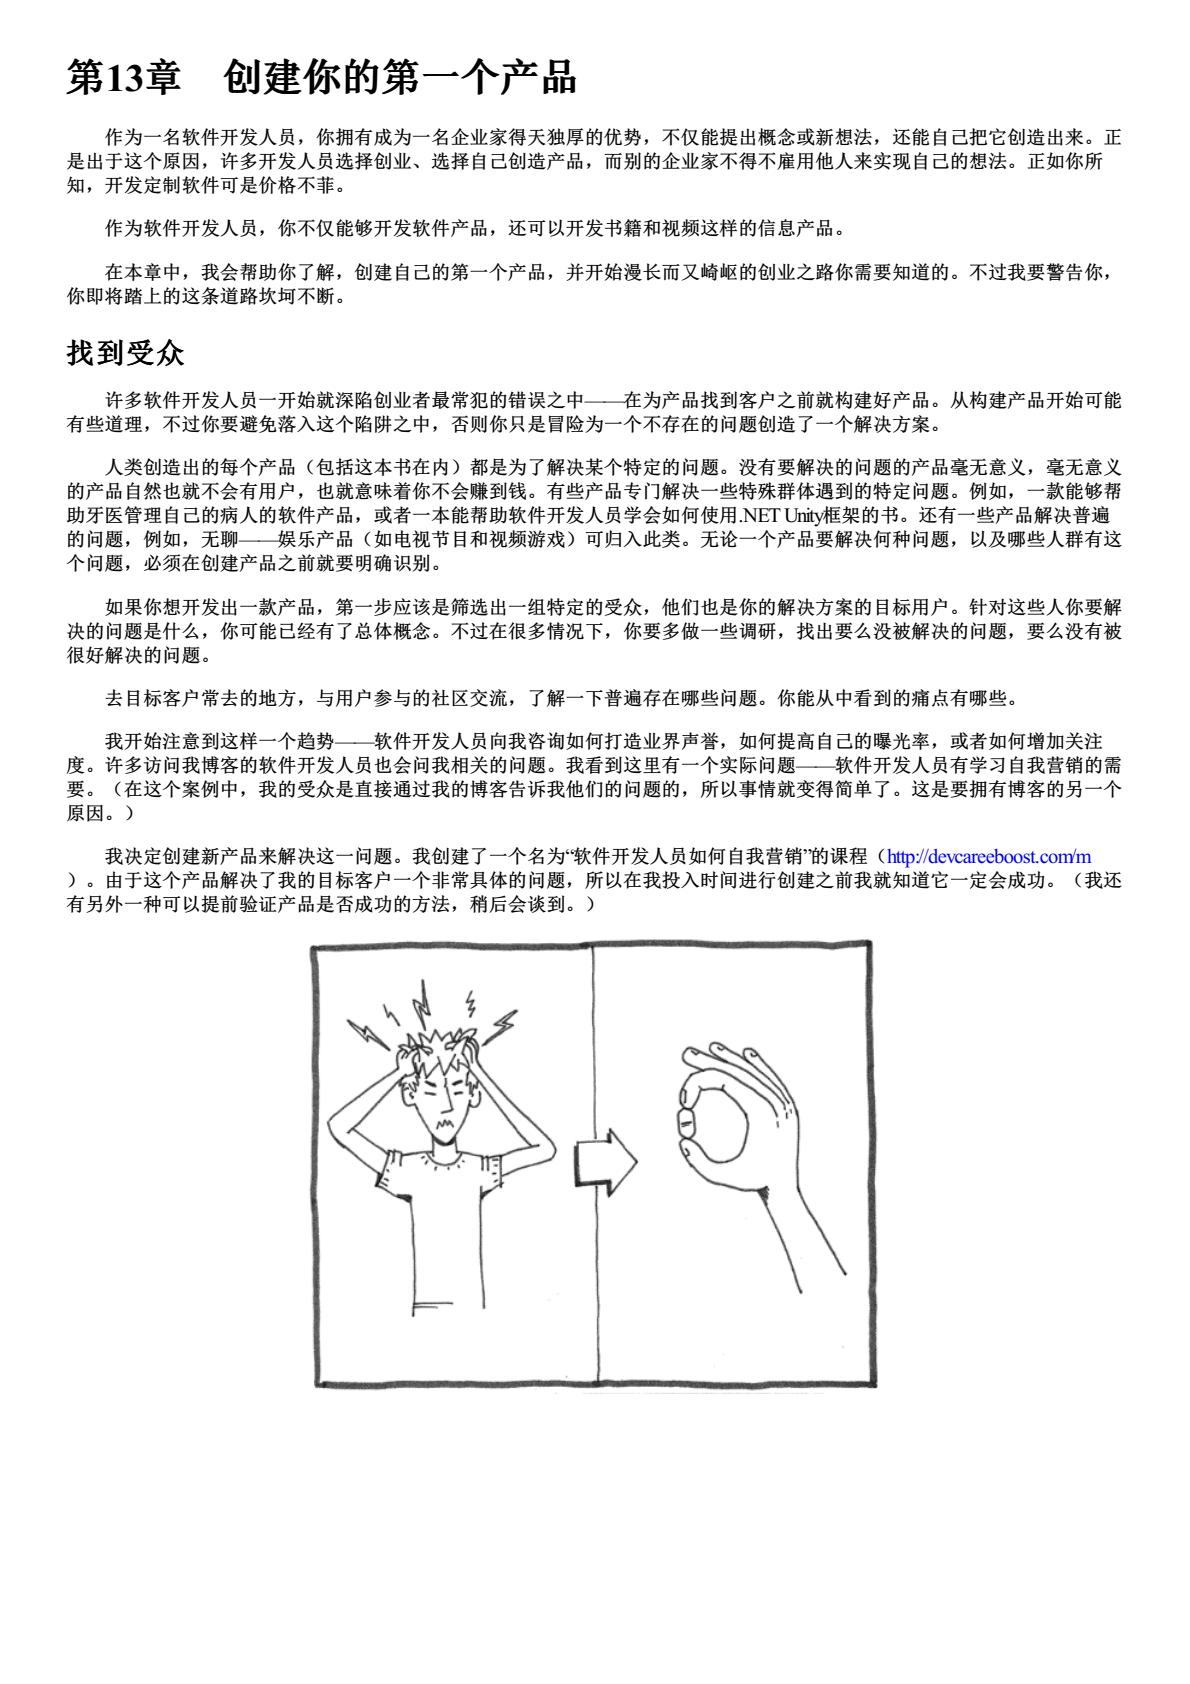 第13章　创建你的第一个产品
作为一名软件开发人员，你拥有成为一名企业家得天独厚的优势，不仅能提出概念或新想法，还能自己把它创造出来。正
是出于这个原因，许多开发人员选择创业、选择自己创造产品，而别的企业家不得不雇用他人来实现自己的想法。正如你所
知，开发定制软件可是价格不菲。
作为软件开发人员，你不仅能够开发软件产品，还可以开发书籍和视频这样的信息产品。
在本章中，我会帮助你了解，创建自己的第一个产品，并开始漫长而又崎岖的创业之路你需要知道的。不过我要警告你，
你即将踏上的这条道路坎坷不断。
找到受众
许多软件开发人员一开始就深陷创业者最常犯的错误之中——在为产品找到客户之前就构建好产品。从构建产品开始可能
有些道理，不过你要避免落入这个陷阱之中，否则你只是冒险为一个不存在的问题创造了一个解决方案。
人类创造出的每个产品（包括这本书在内）都是为了解决某个特定的问题。没有要解决的问题的产品毫无意义，毫无意义
的产品自然也就不会有用户，也就意味着你不会赚到钱。有些产品专门解决一些特殊群体遇到的特定问题。例如，一款能够帮
助牙医管理自己的病人的软件产品，或者一本能帮助软件开发人员学会如何使用.NET Unity框架的书。还有一些产品解决普遍
的问题，例如，无聊——娱乐产品（如电视节目和视频游戏）可归入此类。无论一个产品要解决何种问题，以及哪些人群有这
个问题，必须在创建产品之前就要明确识别。
如果你想开发出一款产品，第一步应该是筛选出一组特定的受众，他们也是你的解决方案的目标用户。针对这些人你要解
决的问题是什么，你可能已经有了总体概念。不过在很多情况下，你要多做一些调研，找出要么没被解决的问题，要么没有被
很好解决的问题。
去目标客户常去的地方，与用户参与的社区交流，了解一下普遍存在哪些问题。你能从中看到的痛点有哪些。
我开始注意到这样一个趋势——软件开发人员向我咨询如何打造业界声誉，如何提高自己的曝光率，或者如何增加关注
度。许多访问我博客的软件开发人员也会问我相关的问题。我看到这里有一个实际问题——软件开发人员有学习自我营销的需
要。（在这个案例中，我的受众是直接通过我的博客告诉我他们的问题的，所以事情就变得简单了。这是要拥有博客的另一个
原因。）
我决定创建新产品来解决这一问题。我创建了一个名为“软件开发人员如何自我营销”的课程（http://devcareeboost.com/m
）。由于这个产品解决了我的目标客户一个非常具体的问题，所以在我投入时间进行创建之前我就知道它一定会成功。（我还
有另外一种可以提前验证产品是否成功的方法，稍后会谈到。）